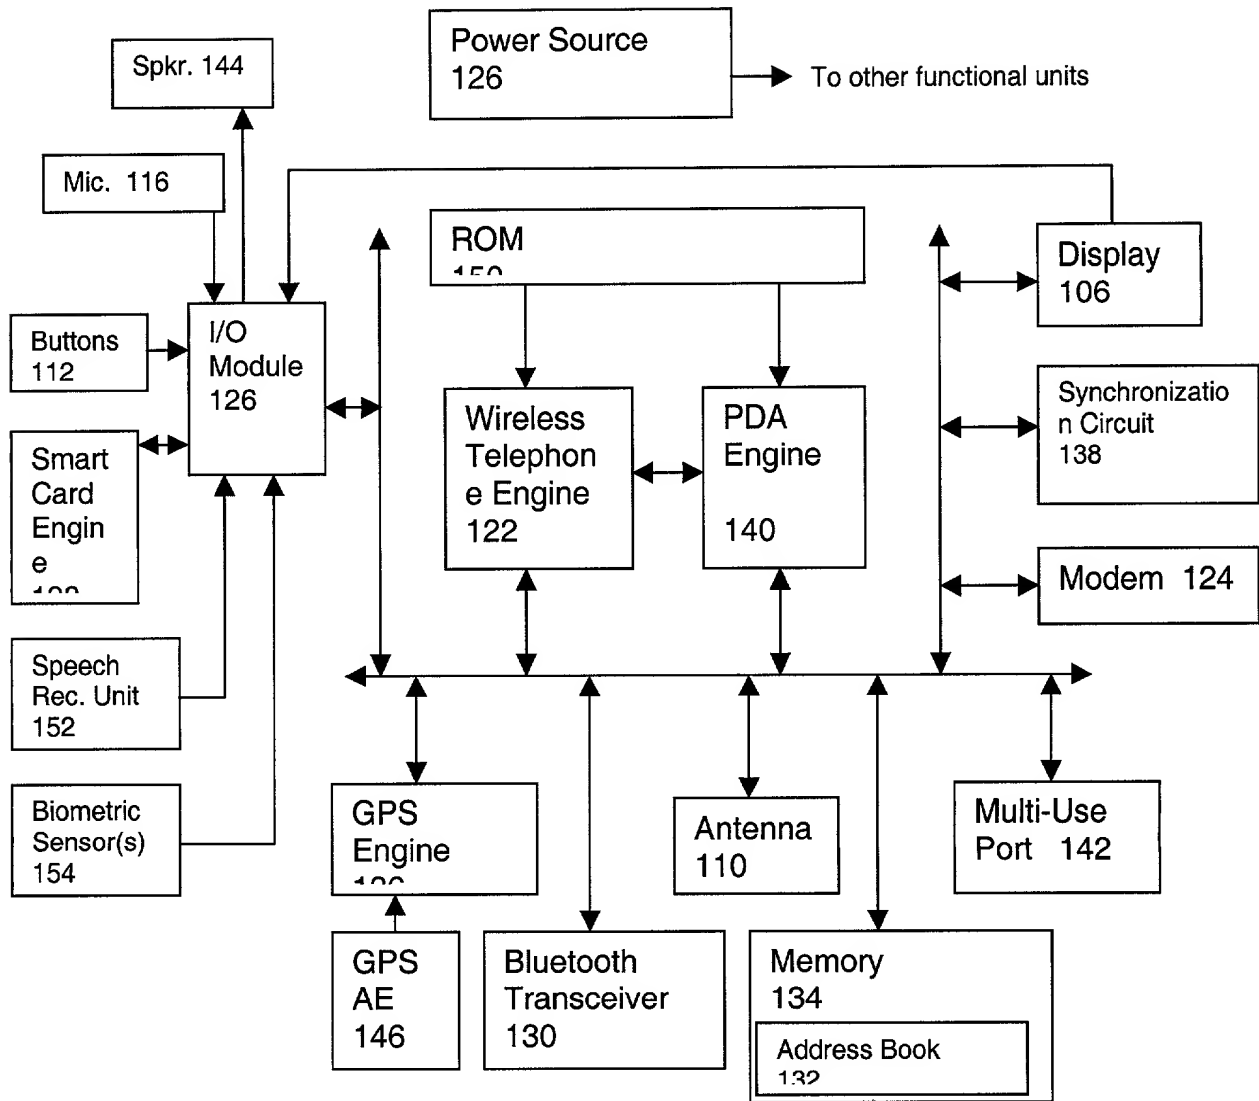 Power Source
126
To other functional units
Spkr. 144
Mic. 116
ROM
150
Display
106
Buttons
112
I/O
Module
126
Wireless
Telephon
e Engine
122
PDA
Engine
140
Synchronizatio
n Circuit
138
Smart
Card
Engin
e
Modem 124
Speech
Rec. Unit
152
Biometric
Sensor(s)
154
GPS
Engine
Antenna
110
Multi-Use
Port 142
GPS
AE
146
Bluetooth
Transceiver
130
Memory
134
Address Book
132